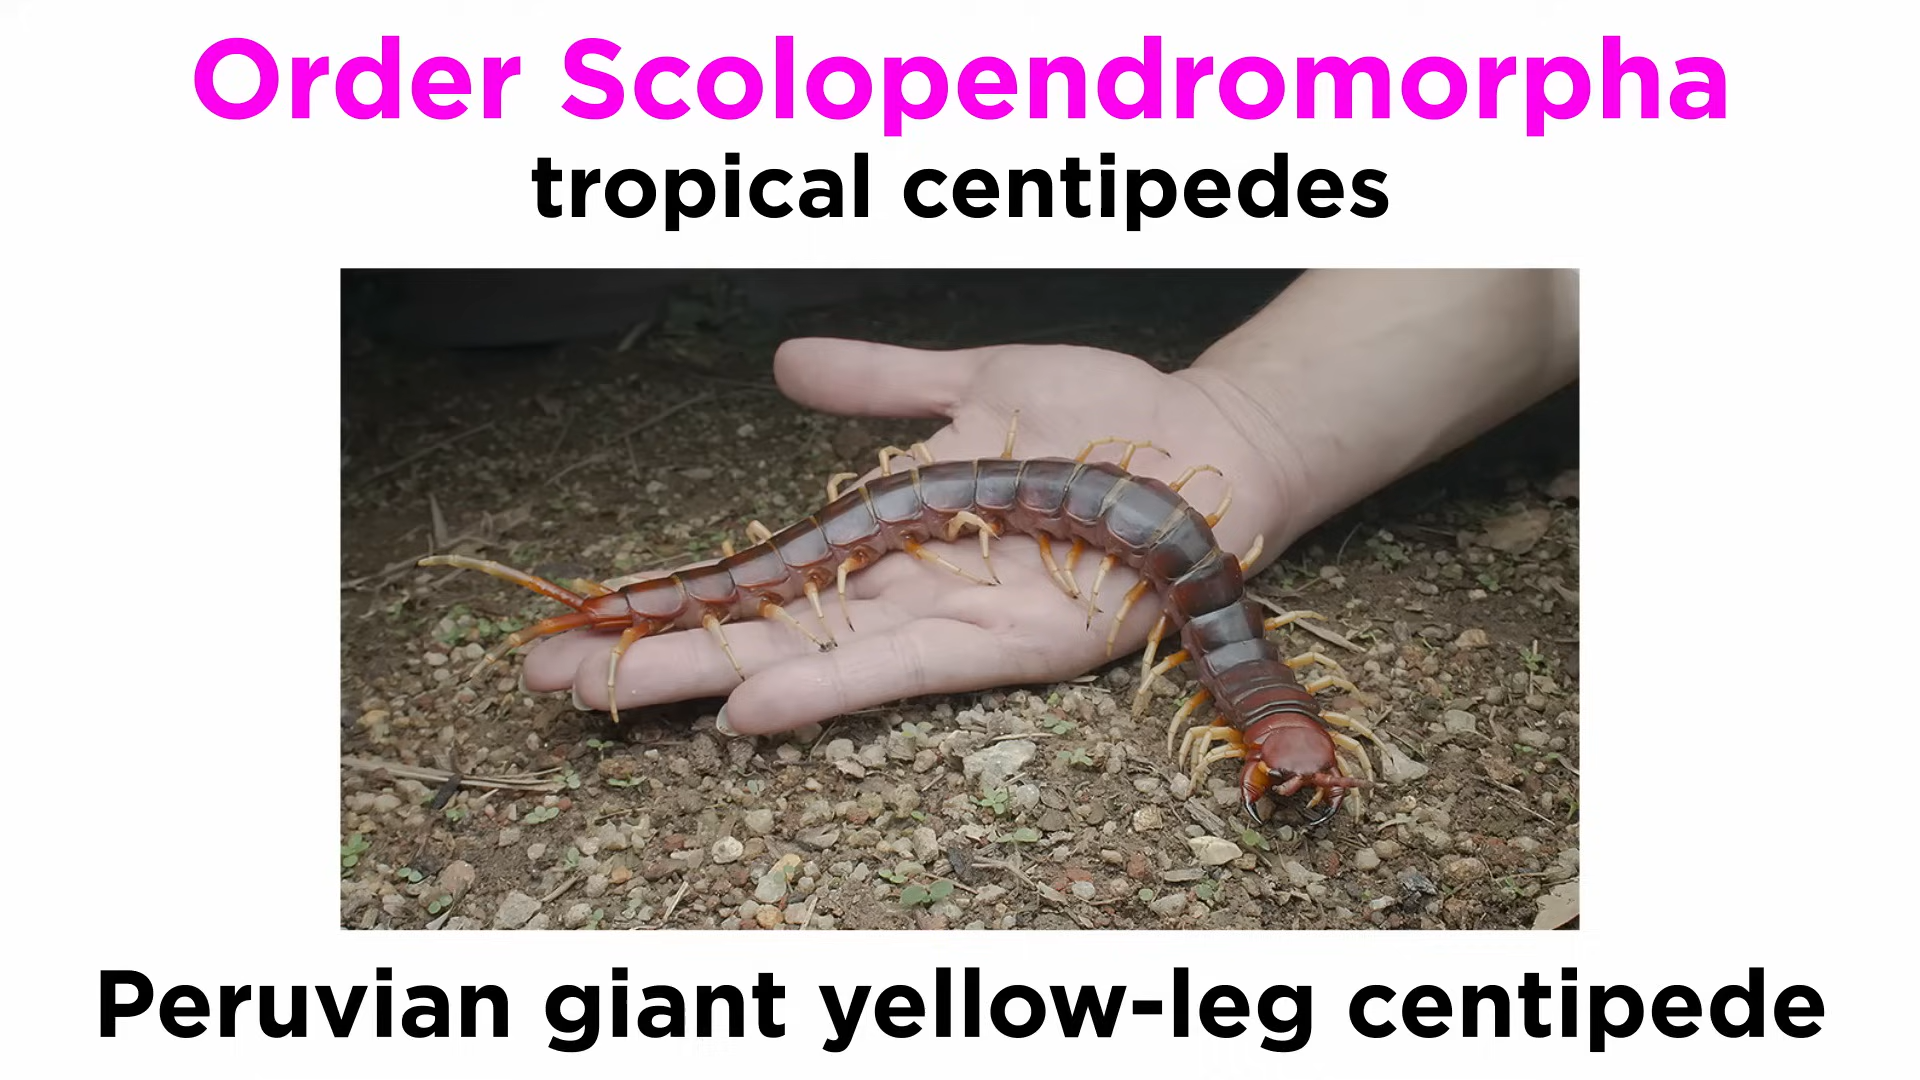 Order Scolopendromorpha
tropical centipedes
Peruvian giant yellow-leg centipede